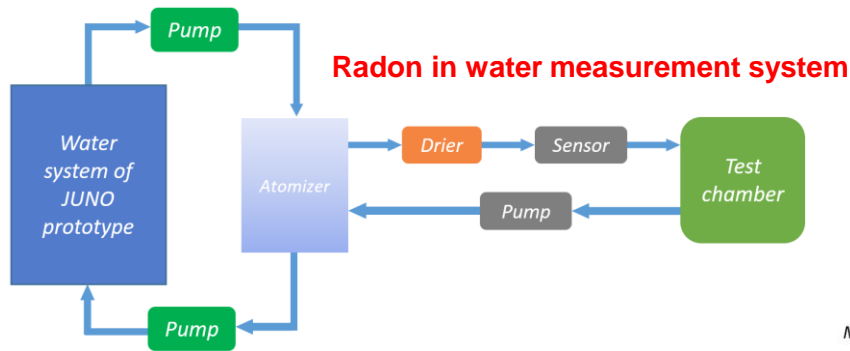 Pump
Radon in water measurement system
Water
system of
JUNO
prototype
Atomizer
Drier
Sensor
Test
chamber
Pump
Pump